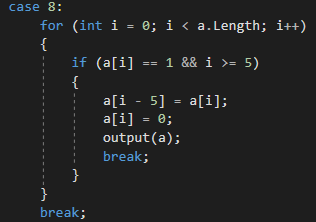 case 8:
    for (int i = 0; i < a.Length; i++)
    {
        if (a[i] == 1 && i >= 5)
        {
            a[i - 5] = a[i];
            a[i] = 0;
            output(a);
            break;
        }
    }
    break;